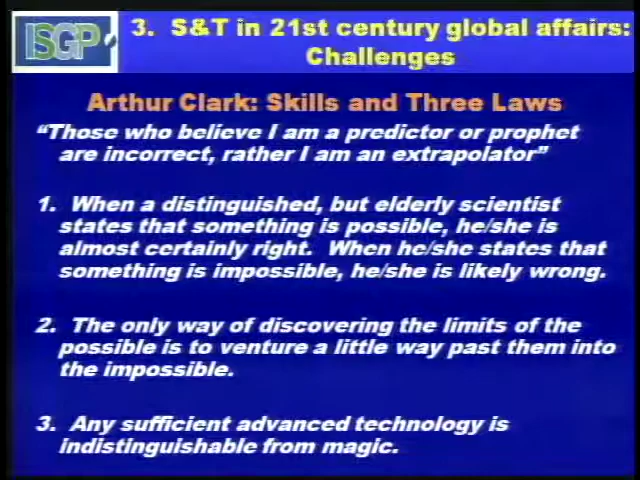 ISGP
3. S&T in 21st century global affairs:
Challenges
Arthur Clark: Skills and Three Laws
“Those who believe I am a predictor or prophet
are incorrect, rather I am an extrapolator”
1. When a distinguished, but elderly scientist
states that something is possible, he/she is
almost certainly right. When he/she states that
something is impossible, he/she is likely wrong.
2. The only way of discovering the limits of the
possible is to venture a little way past them into
the impossible.
3. Any sufficient advanced technology is
indistinguishable from magic.